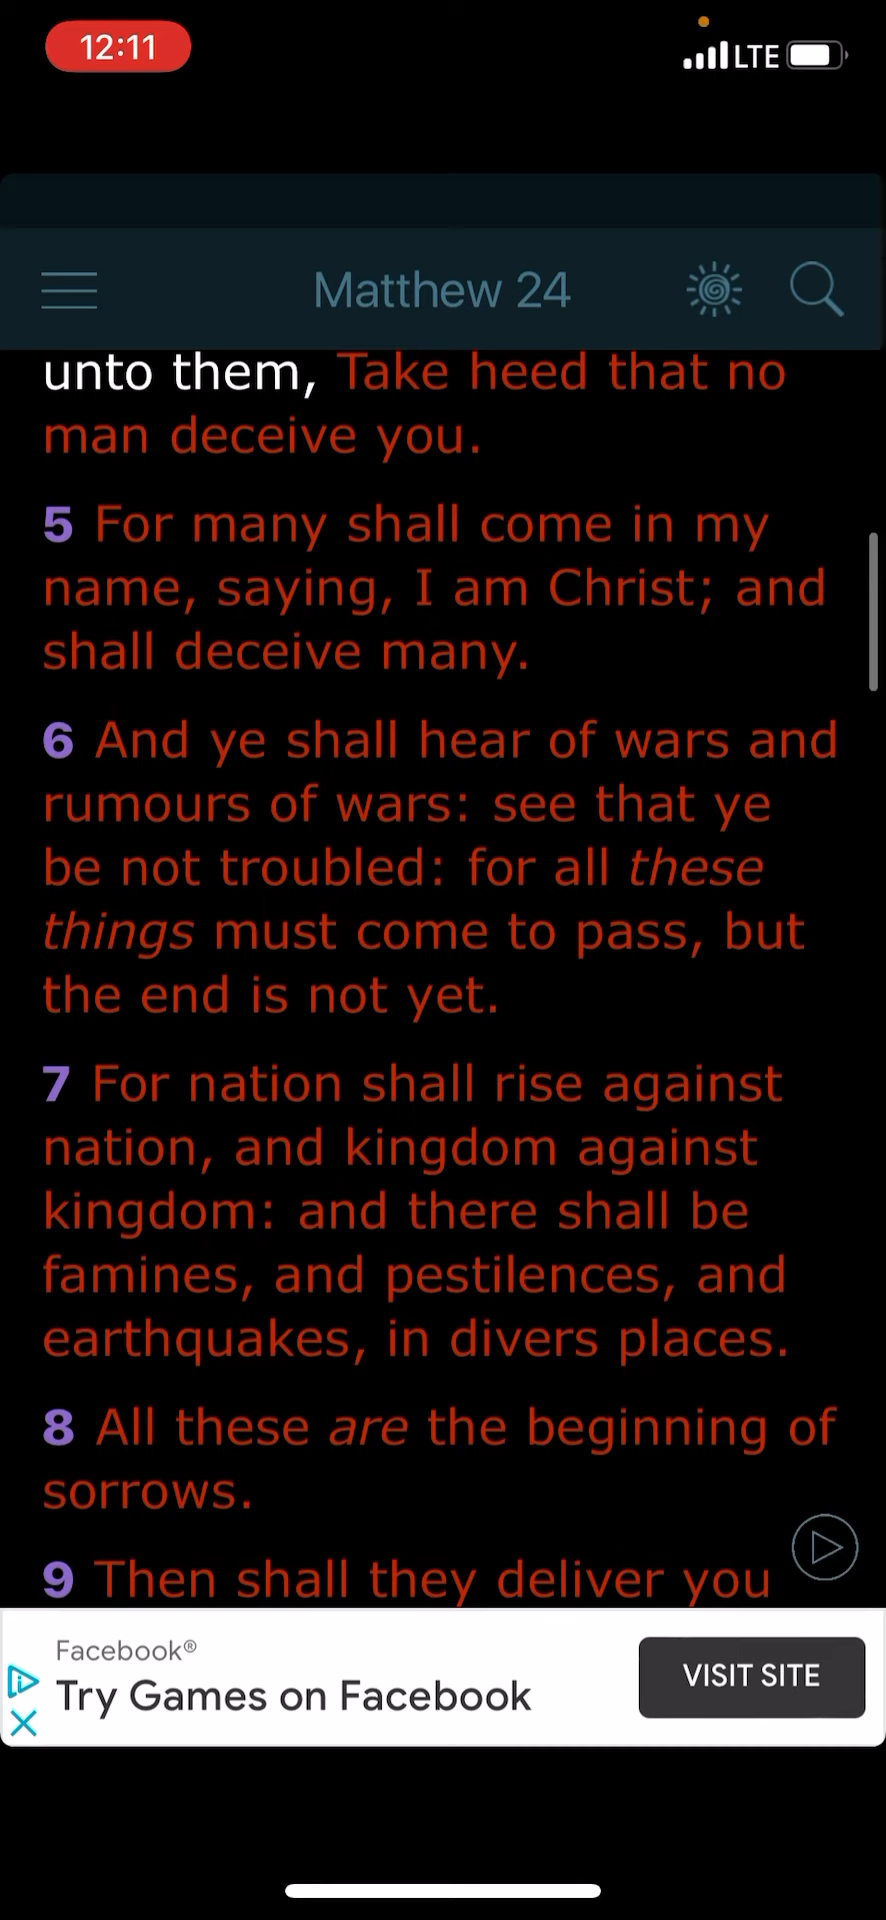 12:11
LTE
Matthew 24
unto them, Take heed that no
man deceive you.
5 For many shall come in my
name, saying, I am Christ; and
shall deceive many.
6 And ye shall hear of wars and
rumours of wars: see that ye
be not troubled: for all these
things must come to pass, but
the end is not yet.
7 For nation shall rise against
nation, and kingdom against
kingdom: and there shall be
famines, and pestilences, and
earthquakes, in divers places.
8 All these are the beginning of
sorrows.
9 Then shall they deliver you
Facebook®
Try Games on Facebook
VISIT SITE